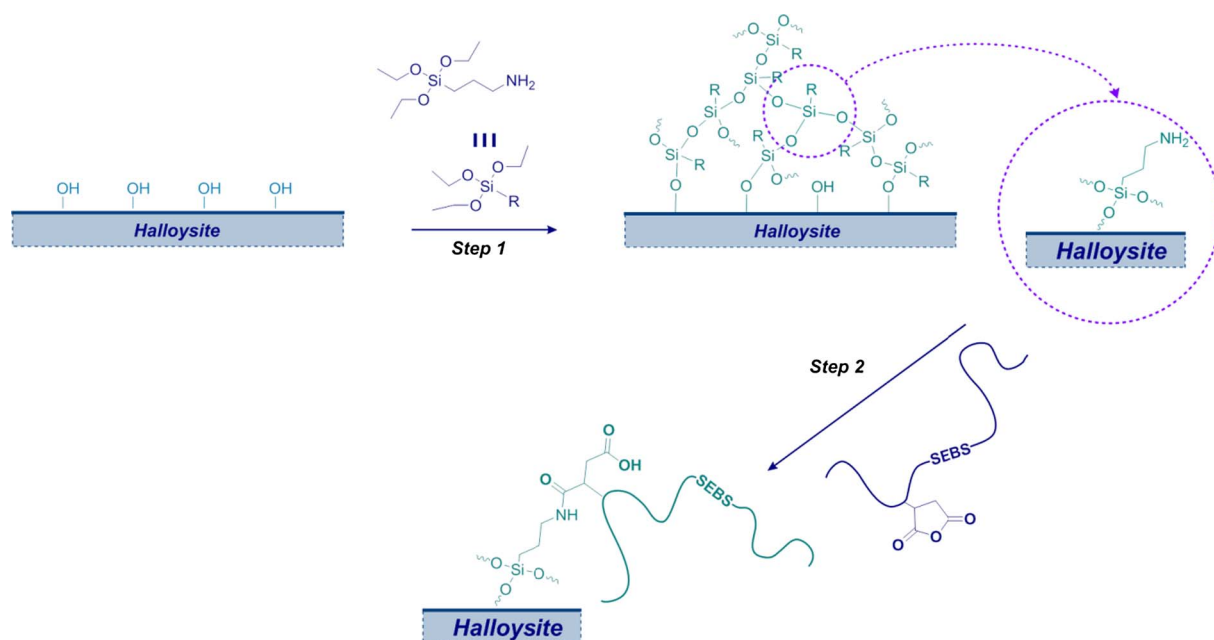 O O
Si NH₂
O
III
O O
Si
O R
OH OH OH OH
Halloysite
Step 1
O O
Si
R
O
Si R
R R
O O Si
Si O
O O O O
O O Si O
Si Si R O
R R O Si
O O O R
O OH O
Halloysite
NH₂
Si
O O
O
Halloysite
Step 2
SEBS
O O O
O
OH
O
NH
SEBS
Si
O O
O
Halloysite